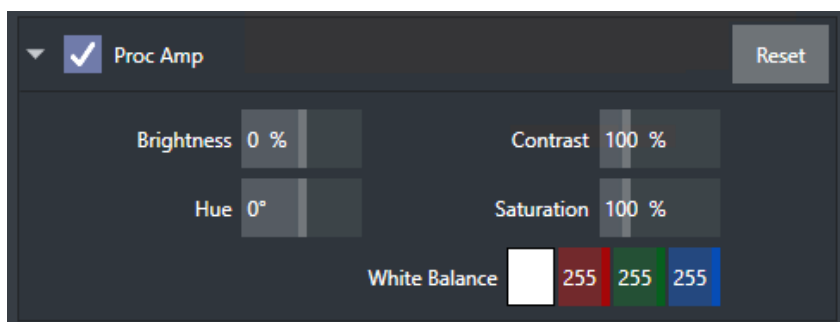 Proc Amp Reset
Brightness 0 % Contrast 100 %
Hue 0° Saturation 100 %
White Balance 255 255 255